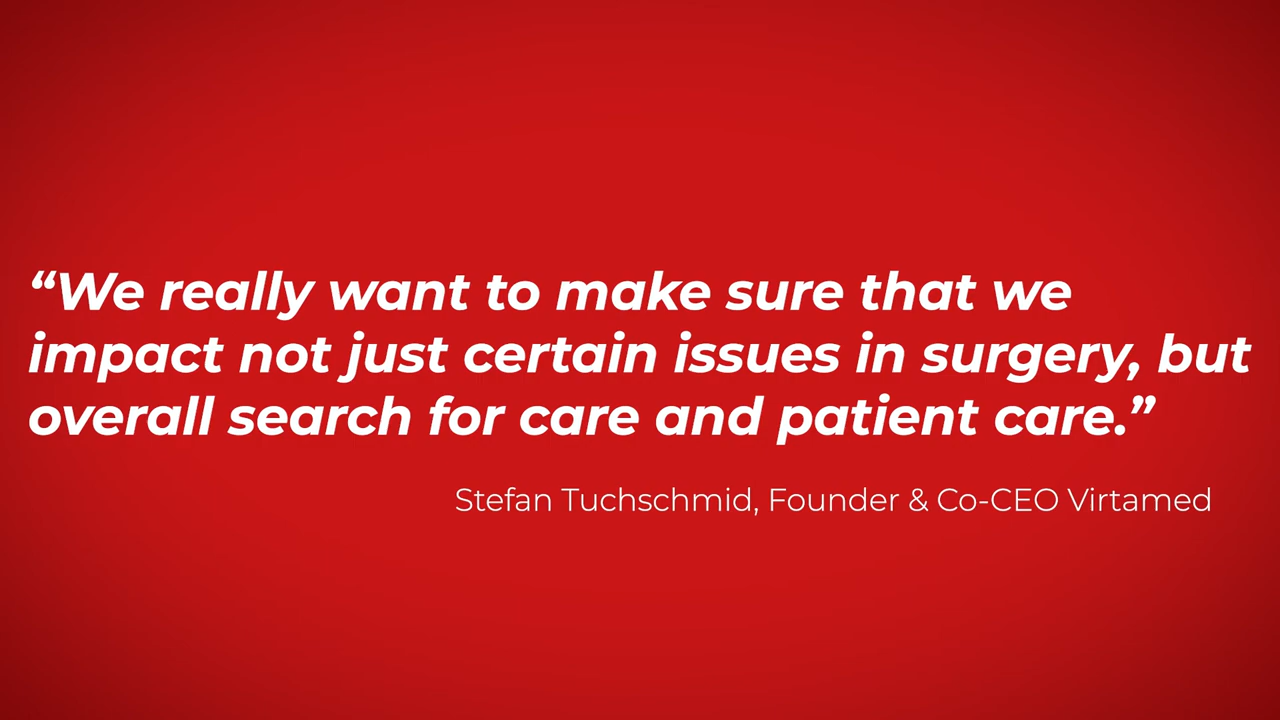 “We really want to make sure that we
impact not just certain issues in surgery, but
overall search for care and patient care.”
Stefan Tuchschmid, Founder & Co-CEO Virtamed